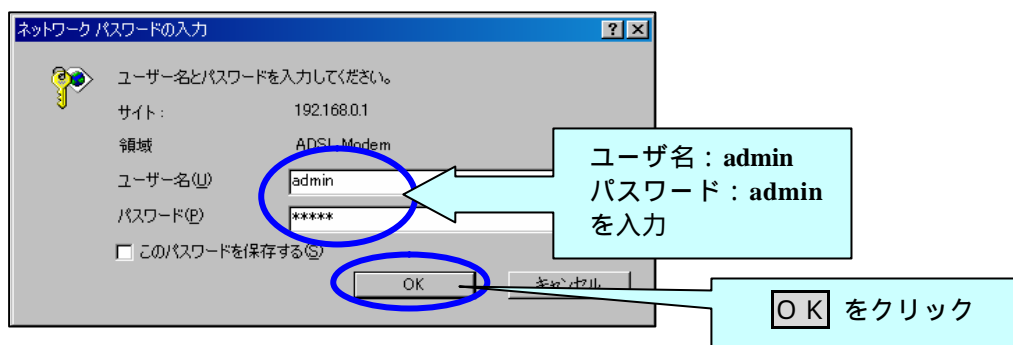 ネットワーク パスワードの入力
ユーザー名とパスワードを入力してください。
サイト:
192.168.0.1
領域
ADSL Modem
ユーザー名(U)
admin
パスワード(P)
*****
このパスワードを保存する(S)
OK
キャンセル
ユーザ名：admin
パスワード：admin
を入力
ＯＫ をクリック